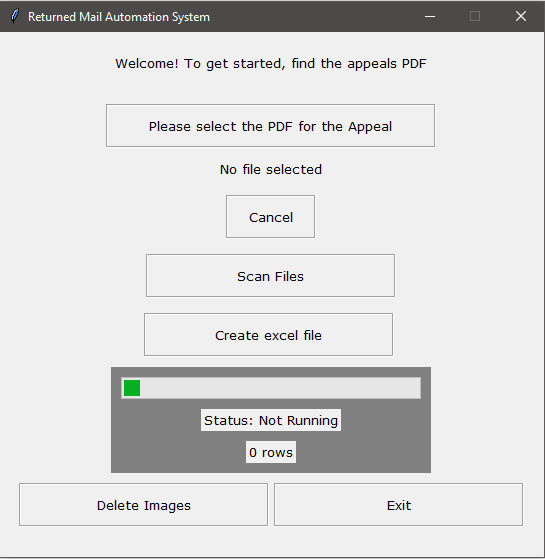 Returned Mail Automation System
Welcome! To get started, find the appeals PDF
Please select the PDF for the Appeal
No file selected
Cancel
Scan Files
Create excel file
Status: Not Running
0 rows
Delete Images
Exit